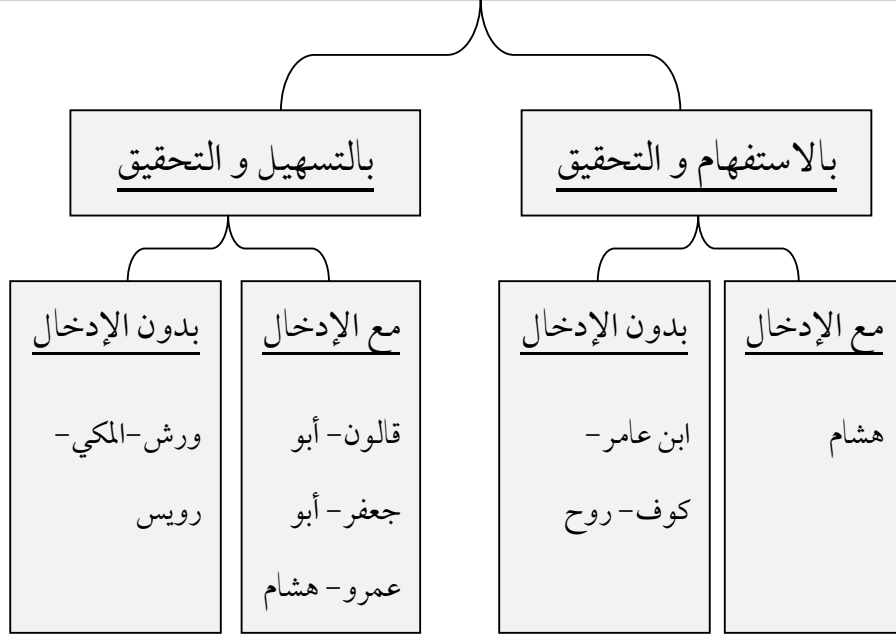 بالاستفهام و التحقيق
بالتسهيل و التحقيق
مع الإدخال
هشام
بدون الإدخال
ابن عامر–
كوف– روح
مع الإدخال
قالون– أبو
جعفر– أبو
عمرو– هشام
بدون الإدخال
ورش–المكي–
رويس